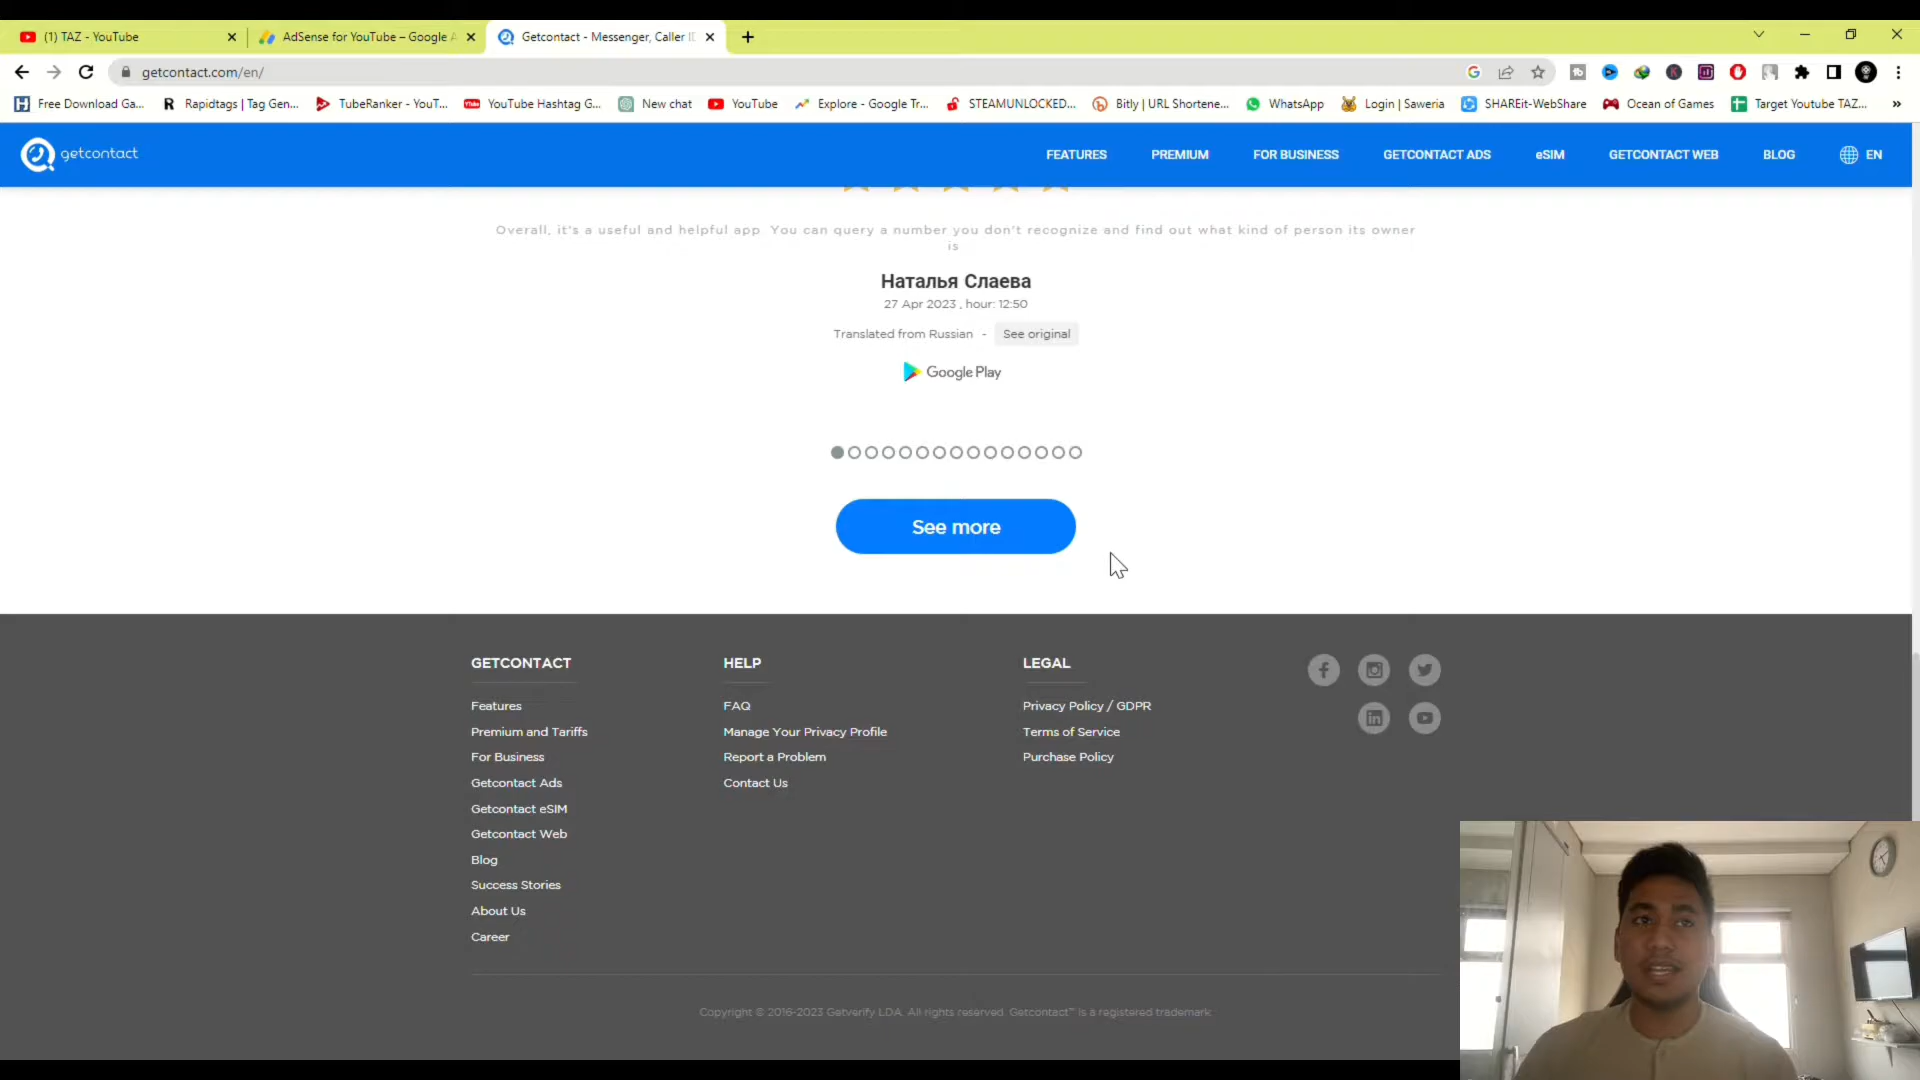 (1) TAZ - YouTube
AdSense for YouTube – Google A
Getcontact - Messenger, Caller I
getcontact.com/en/
Free Download Ga...
Rapidtags | Tag Gen...
TubeRanker - YouT...
YouTube Hashtag G...
New chat
YouTube
Explore - Google Tr...
STEAMUNLOCKED...
Bitly | URL Shortene...
WhatsApp
Login | Saweria
SHAREit-WebShare
Ocean of Games
Target Youtube TAZ...
getcontact
FEATURES
PREMIUM
FOR BUSINESS
GETCONTACT ADS
eSIM
GETCONTACT WEB
BLOG
EN
Overall, it's a useful and helpful app. You can query a number you don't recognize and find out what kind of person its owner
is
Наталья Слаева
27 Apr 2023 , hour: 12:50
Translated from Russian - See original
Google Play
See more
GETCONTACT
Features
Premium and Tariffs
For Business
Getcontact Ads
Getcontact eSIM
Getcontact Web
Blog
Success Stories
About Us
Career
HELP
FAQ
Manage Your Privacy Profile
Report a Problem
Contact Us
LEGAL
Privacy Policy / GDPR
Terms of Service
Purchase Policy
Copyright © 2016-2023 Getverify LDA. All rights reserved. Getcontact™ is a registered trademark